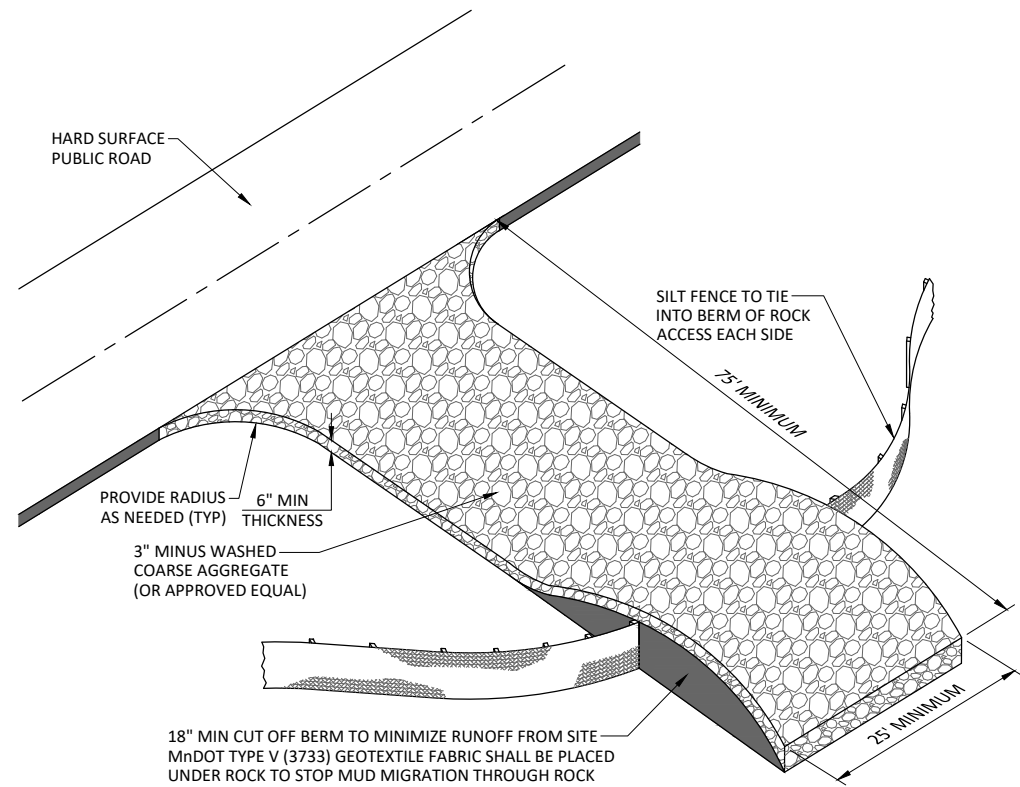 HARD SURFACE
PUBLIC ROAD
SILT FENCE TO TIE
INTO BERM OF ROCK
ACCESS EACH SIDE
75' MINIMUM
PROVIDE RADIUS
AS NEEDED (TYP)
6" MIN
THICKNESS
3" MINUS WASHED
COARSE AGGREGATE
(OR APPROVED EQUAL)
25' MINIMUM
18" MIN CUT OFF BERM TO MINIMIZE RUNOFF FROM SITE
MnDOT TYPE V (3733) GEOTEXTILE FABRIC SHALL BE PLACED
UNDER ROCK TO STOP MUD MIGRATION THROUGH ROCK